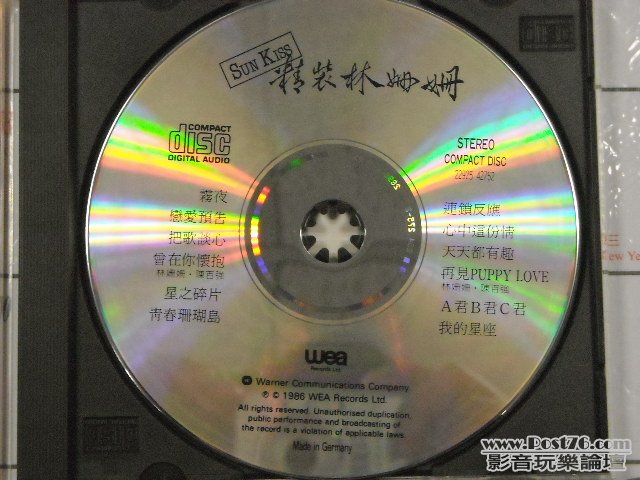 SUN KISS
精裝林姍姍
COMPACT
disc
DIGITAL AUDIO
STEREO
COMPACT DISC
22925 42752
霧夜
戀愛預告
把歌談心
曾在你懷抱
林姍姍・陳百強
星之碎片
青春珊瑚島
連鎖反應
心中這份情
天天都有趣
再見PUPPY LOVE
林姍姍・陳百強
A君B君C君
我的星座
wea
Records Ltd.
Warner Communications Company
℗ © 1986 WEA Records Ltd.
All rights reserved. Unauthorised duplication,
public performance and broadcasting of
the record is a violation of applicable laws.
Made in Germany
www.Post76.com
影音玩樂論壇